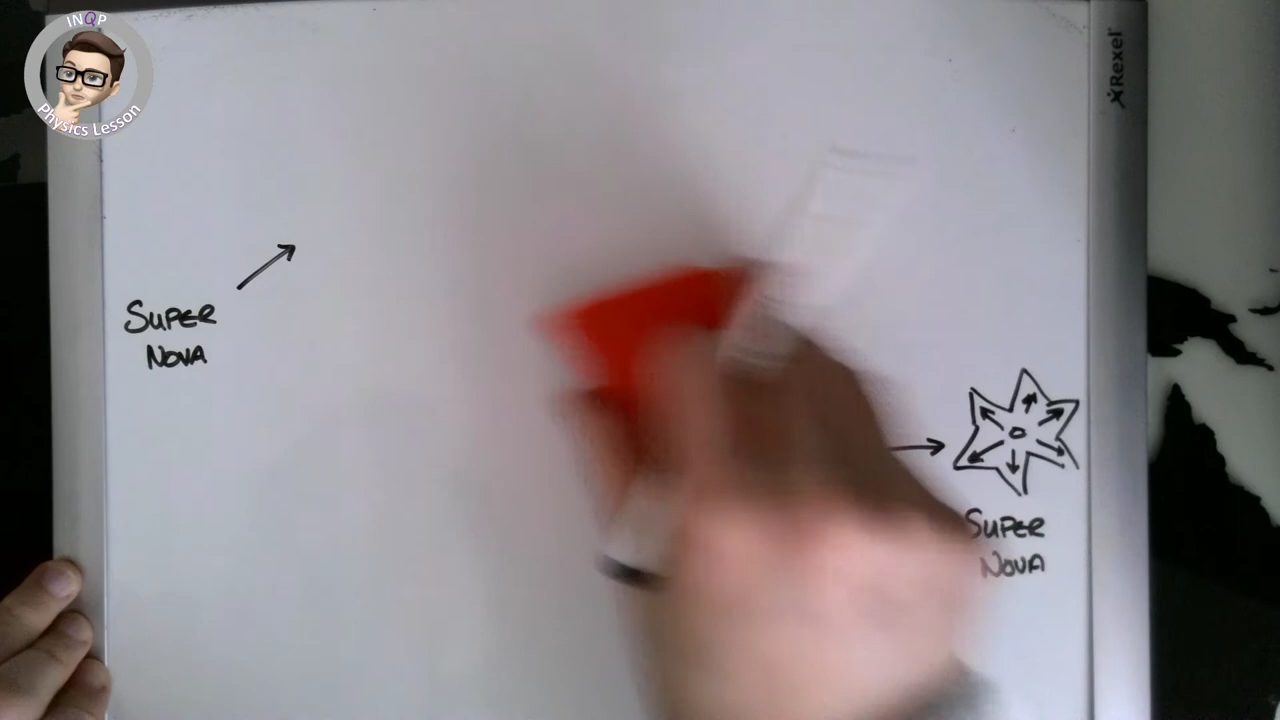 INQP
Physics Lesson
Rexel
SUPER
NOVA
SUPER
NOVA